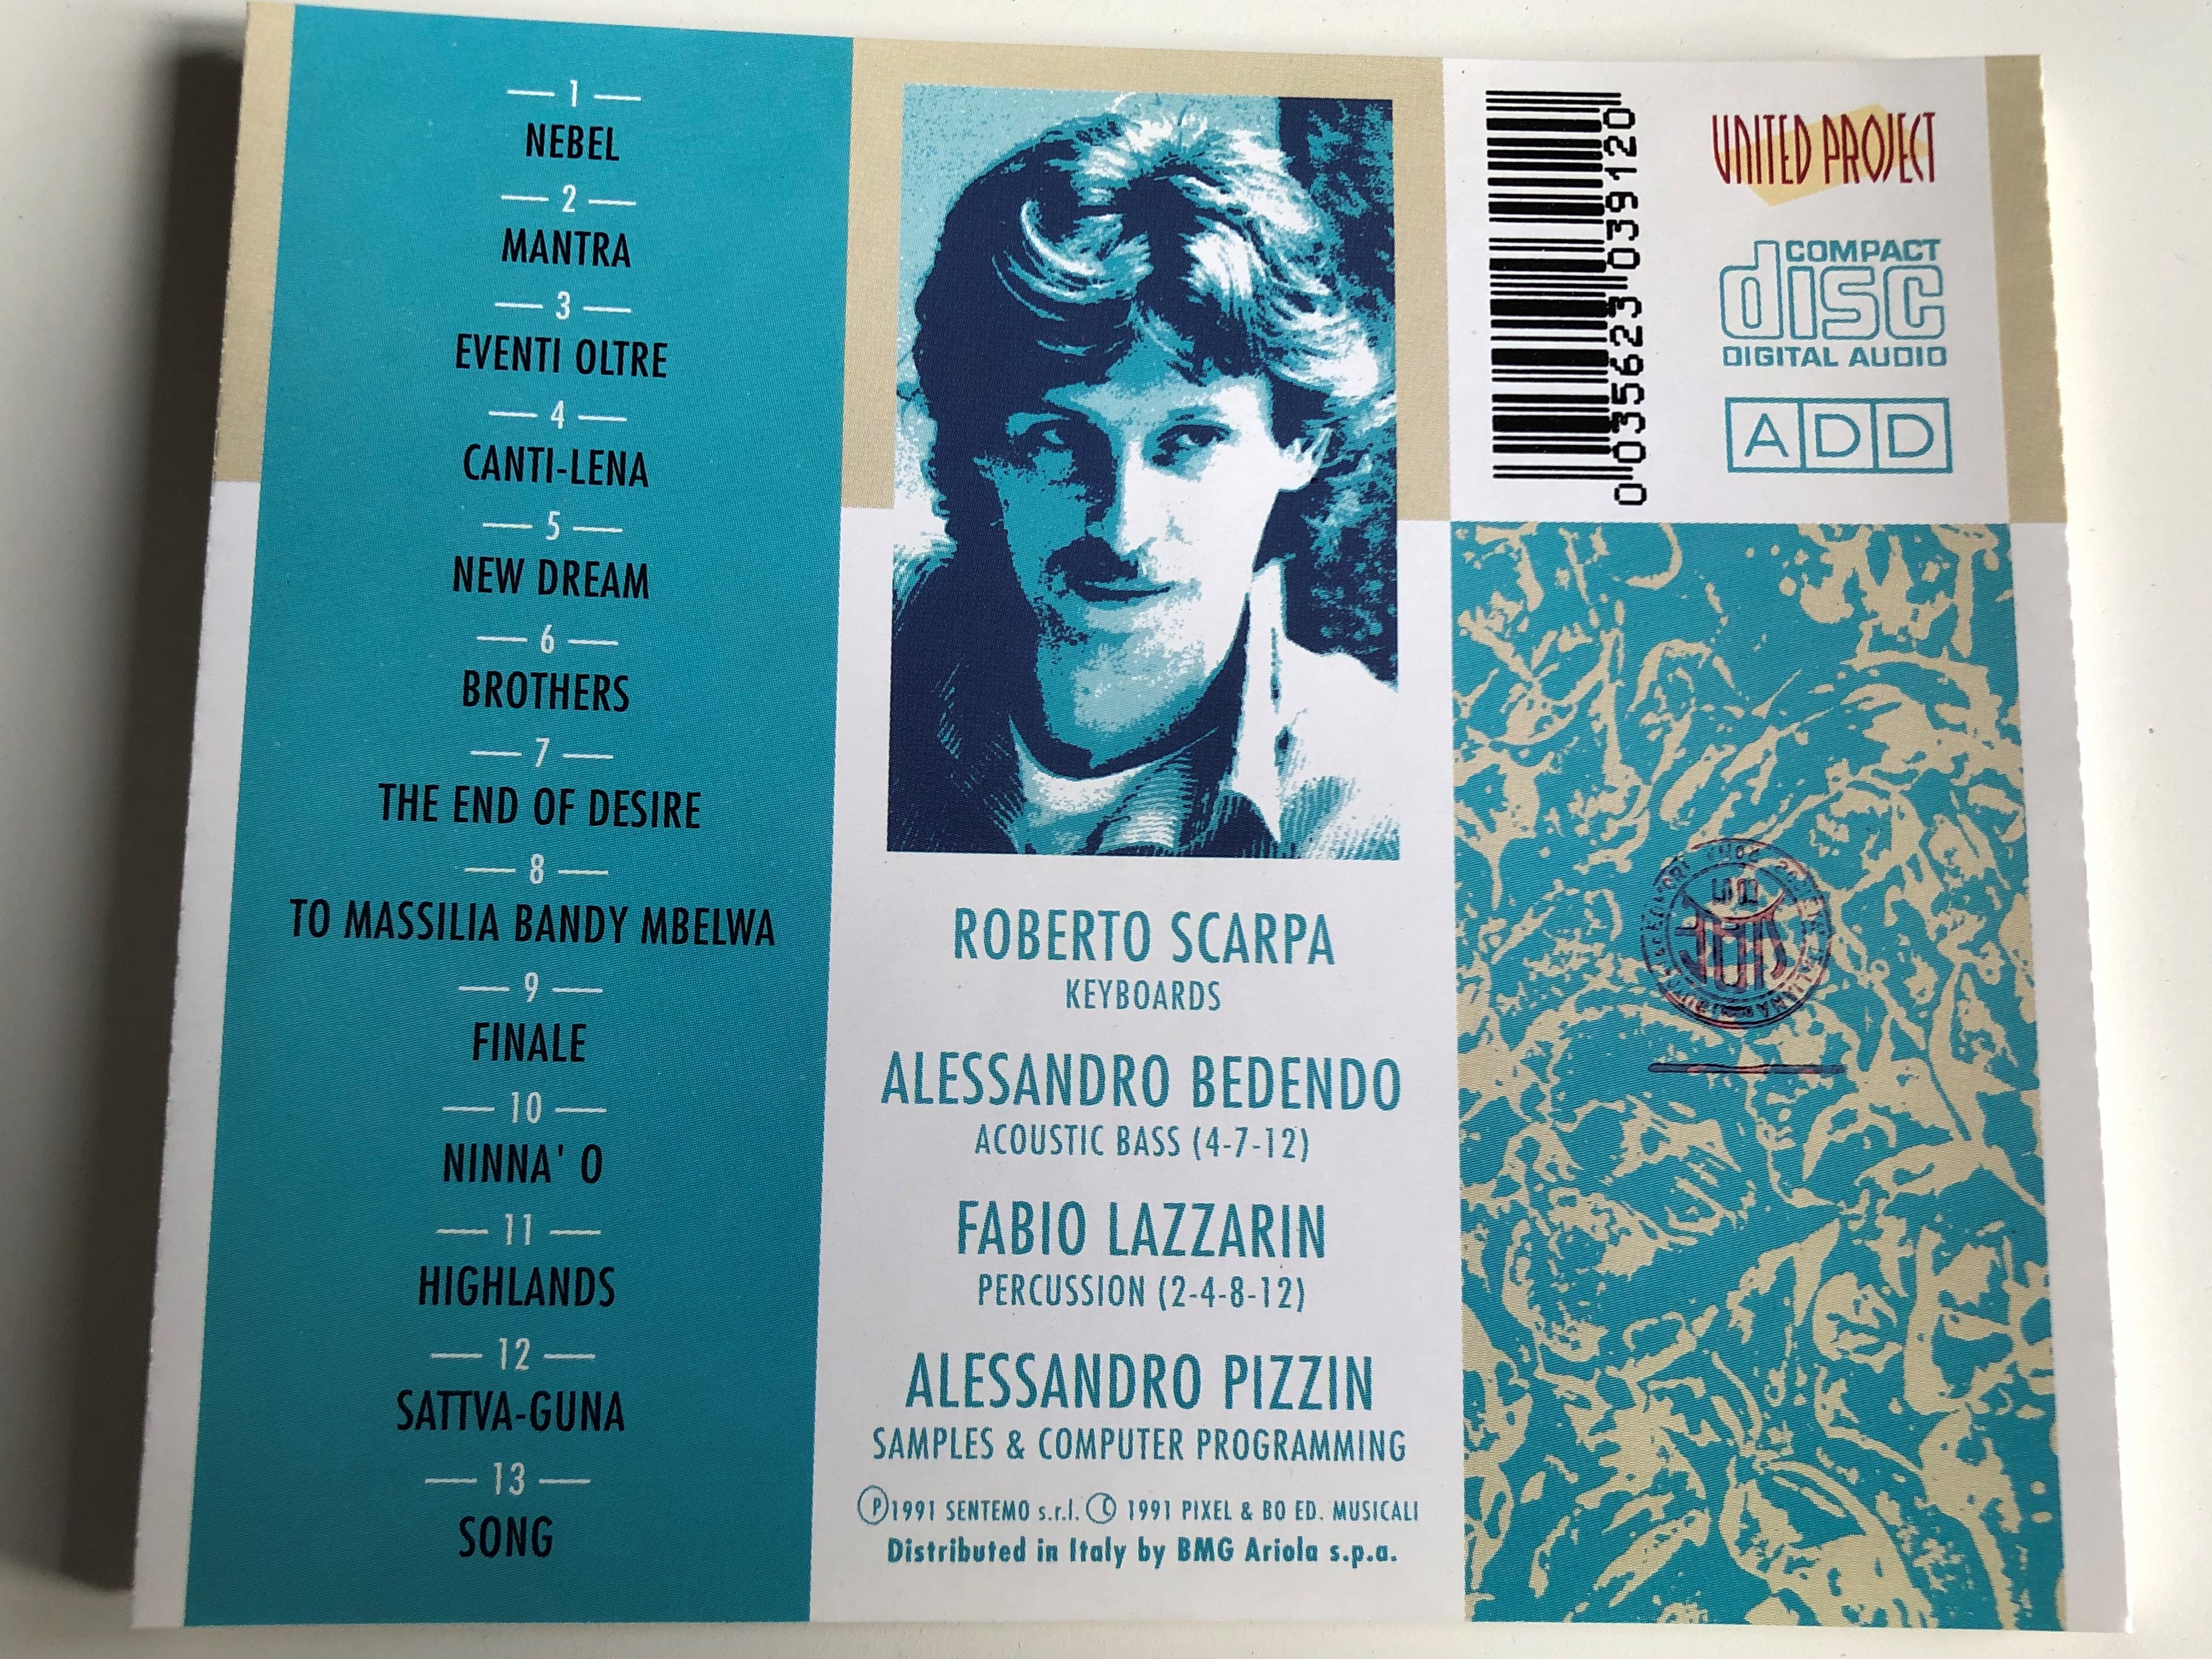 1
NEBEL
2
MANTRA
3
EVENTI OLTRE
4
CANTI-LENA
5
NEW DREAM
6
BROTHERS
7
THE END OF DESIRE
8
TO MASSILIA BANDY MBELWA
9
FINALE
10
NINNA' O
11
HIGHLANDS
12
SATTVA-GUNA
13
SONG
ROBERTO SCARPA
KEYBOARDS
ALESSANDRO BEDENDO
ACOUSTIC BASS (4-7-12)
FABIO LAZZARIN
PERCUSSION (2-4-8-12)
ALESSANDRO PIZZIN
SAMPLES & COMPUTER PROGRAMMING
Ⓟ1991 SENTEMO s.r.l. © 1991 PIXEL & BO ED. MUSICALI
Distributed in Italy by BMG Ariola s.p.a.
0 035623 039120
UNITED PROJECT
COMPACT
disc
DIGITAL AUDIO
ADD